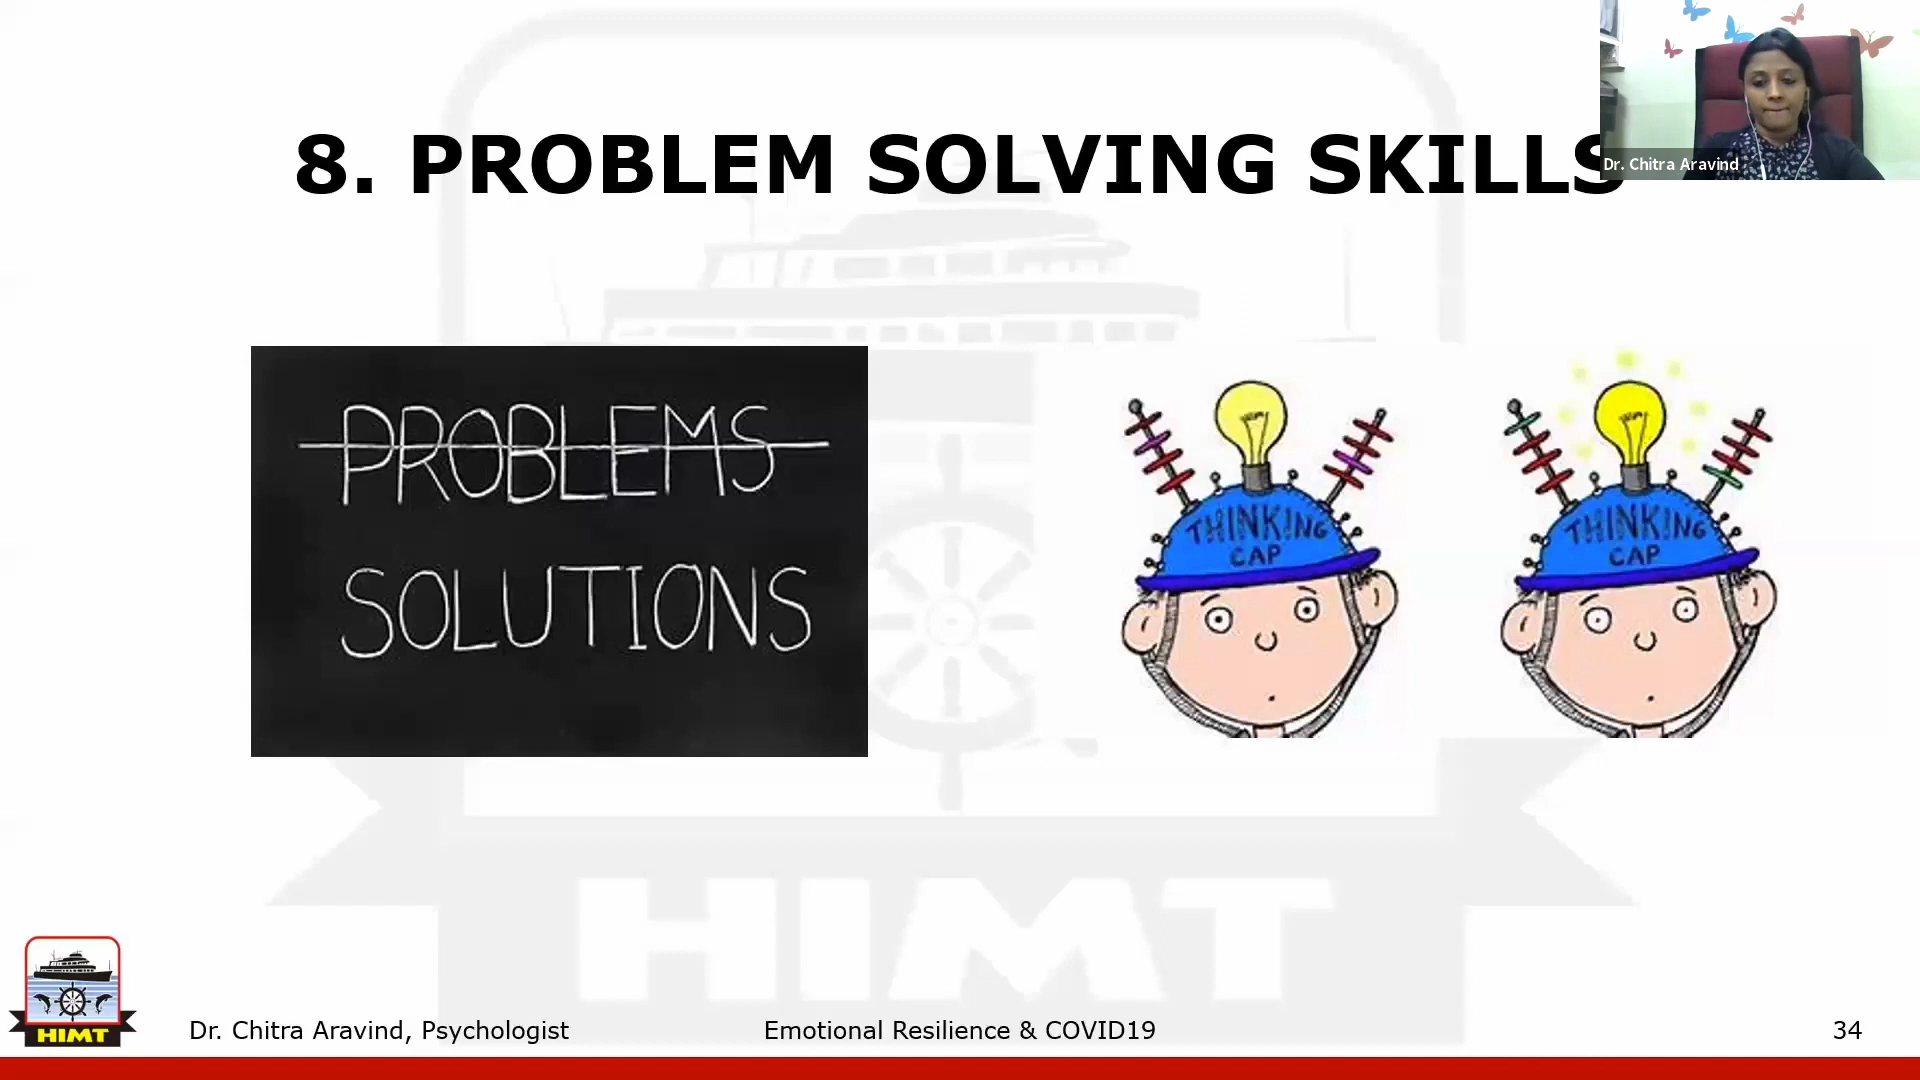 8. PROBLEM SOLVING SKILLS
Dr. Chitra Aravind
PROBLEMS
SOLUTIONS
THINKING
CAP
THINKING
CAP
HIMT
HIMT
Dr. Chitra Aravind, Psychologist
Emotional Resilience & COVID19
34